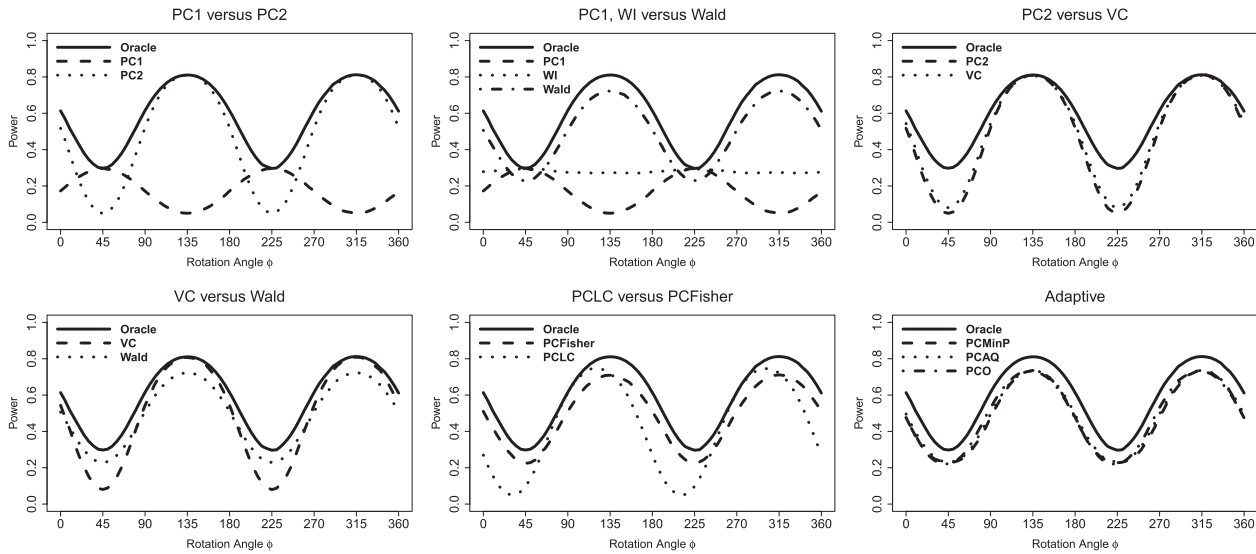 PC1 versus PC2
Oracle
PC1
PC2
Power
0.0 0.2 0.4 0.6 0.8 1.0
0 45 90 135 180 225 270 315 360
Rotation Angle ϕ
PC1, WI versus Wald
Oracle
PC1
WI
Wald
Power
0.0 0.2 0.4 0.6 0.8 1.0
0 45 90 135 180 225 270 315 360
Rotation Angle ϕ
PC2 versus VC
Oracle
PC2
VC
Power
0.0 0.2 0.4 0.6 0.8 1.0
0 45 90 135 180 225 270 315 360
Rotation Angle ϕ
VC versus Wald
Oracle
VC
Wald
Power
0.0 0.2 0.4 0.6 0.8 1.0
0 45 90 135 180 225 270 315 360
Rotation Angle ϕ
PCLC versus PCFisher
Oracle
PCFisher
PCLC
Power
0.0 0.2 0.4 0.6 0.8 1.0
0 45 90 135 180 225 270 315 360
Rotation Angle ϕ
Adaptive
Oracle
PCMinP
PCAQ
PCO
Power
0.0 0.2 0.4 0.6 0.8 1.0
0 45 90 135 180 225 270 315 360
Rotation Angle ϕ